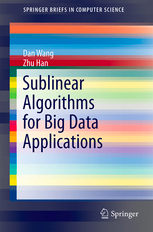 SPRINGER BRIEFS IN COMPUTER SCIENCE
Dan Wang
Zhu Han
Sublinear
Algorithms
for Big Data
Applications
Springer